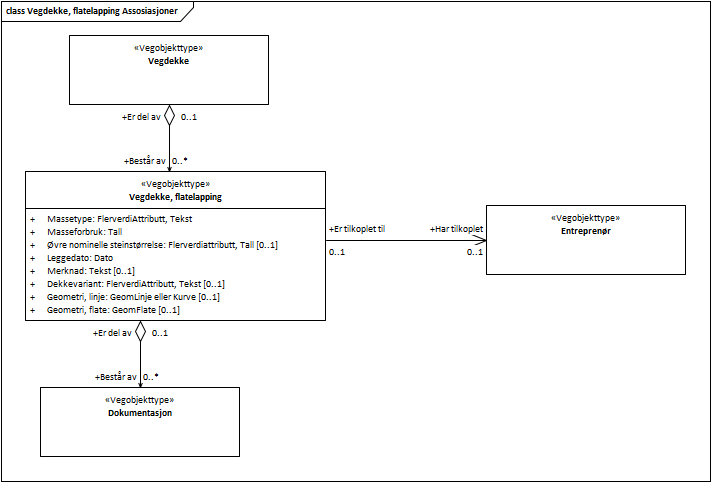 class Vegdekke, flatelapping Assosiasjoner
«Vegobjekttype»
Vegdekke
+Er del av 0..1
+Består av 0..*
«Vegobjekttype»
Vegdekke, flatelapping
+ Massetype: FlerverdiAttributt, Tekst
+ Masseforbruk: Tall
+ Øvre nominelle steinstørrelse: Flerverdiattributt, Tall [0..1]
+ Leggedato: Dato
+ Merknad: Tekst [0..1]
+ Dekkevariant: FlerverdiAttributt, Tekst [0..1]
+ Geometri, linje: GeomLinje eller Kurve [0..1]
+ Geometri, flate: GeomFlate [0..1]
+Er tilkoplet til +Har tilkoplet
0..1 0..1
«Vegobjekttype»
Entreprenør
+Er del av 0..1
+Består av 0..*
«Vegobjekttype»
Dokumentasjon